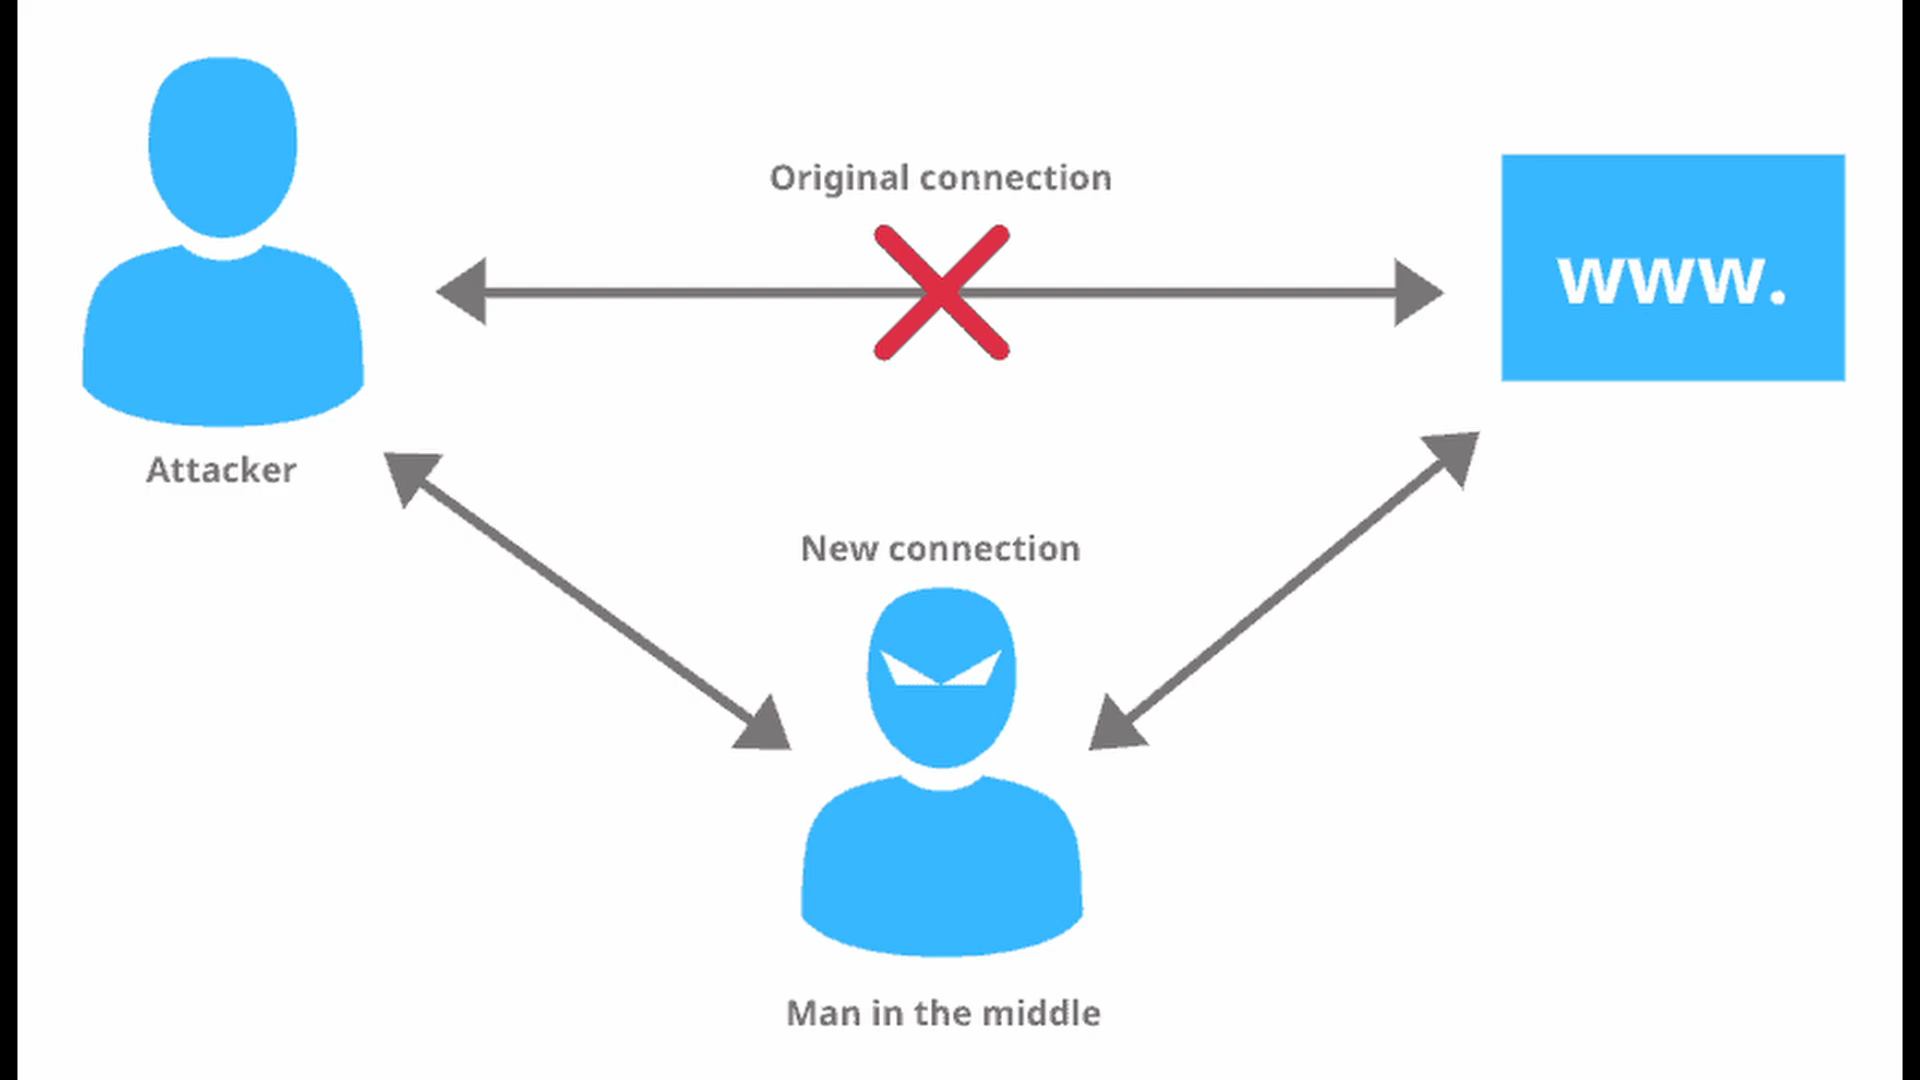 Original connection
www.
Attacker
New connection
Man in the middle